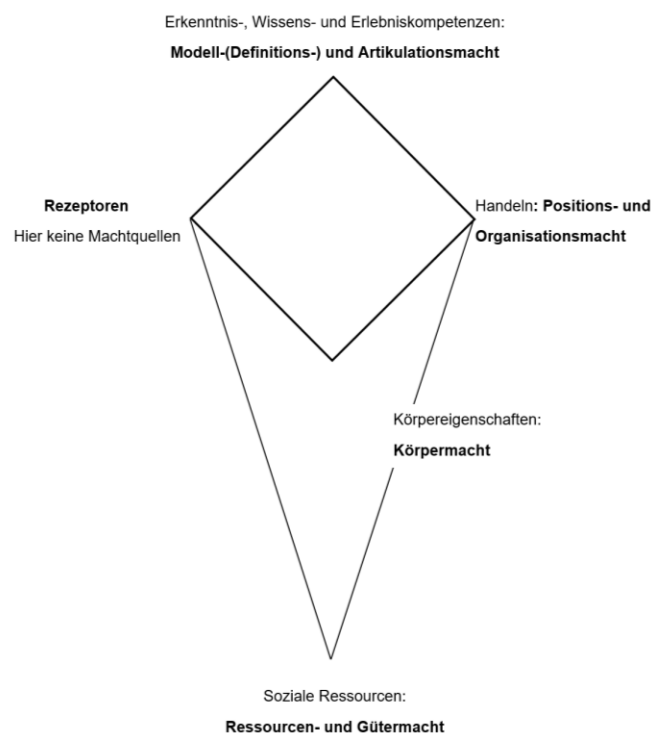 Erkenntnis-, Wissens- und Erlebniskompetenzen:
Modell-(Definitions-) und Artikulationsmacht
Rezeptoren
Hier keine Machtquellen
Handeln: Positions- und
Organisationsmacht
Körpereigenschaften:
Körpermacht
Soziale Ressourcen:
Ressourcen- und Gütermacht